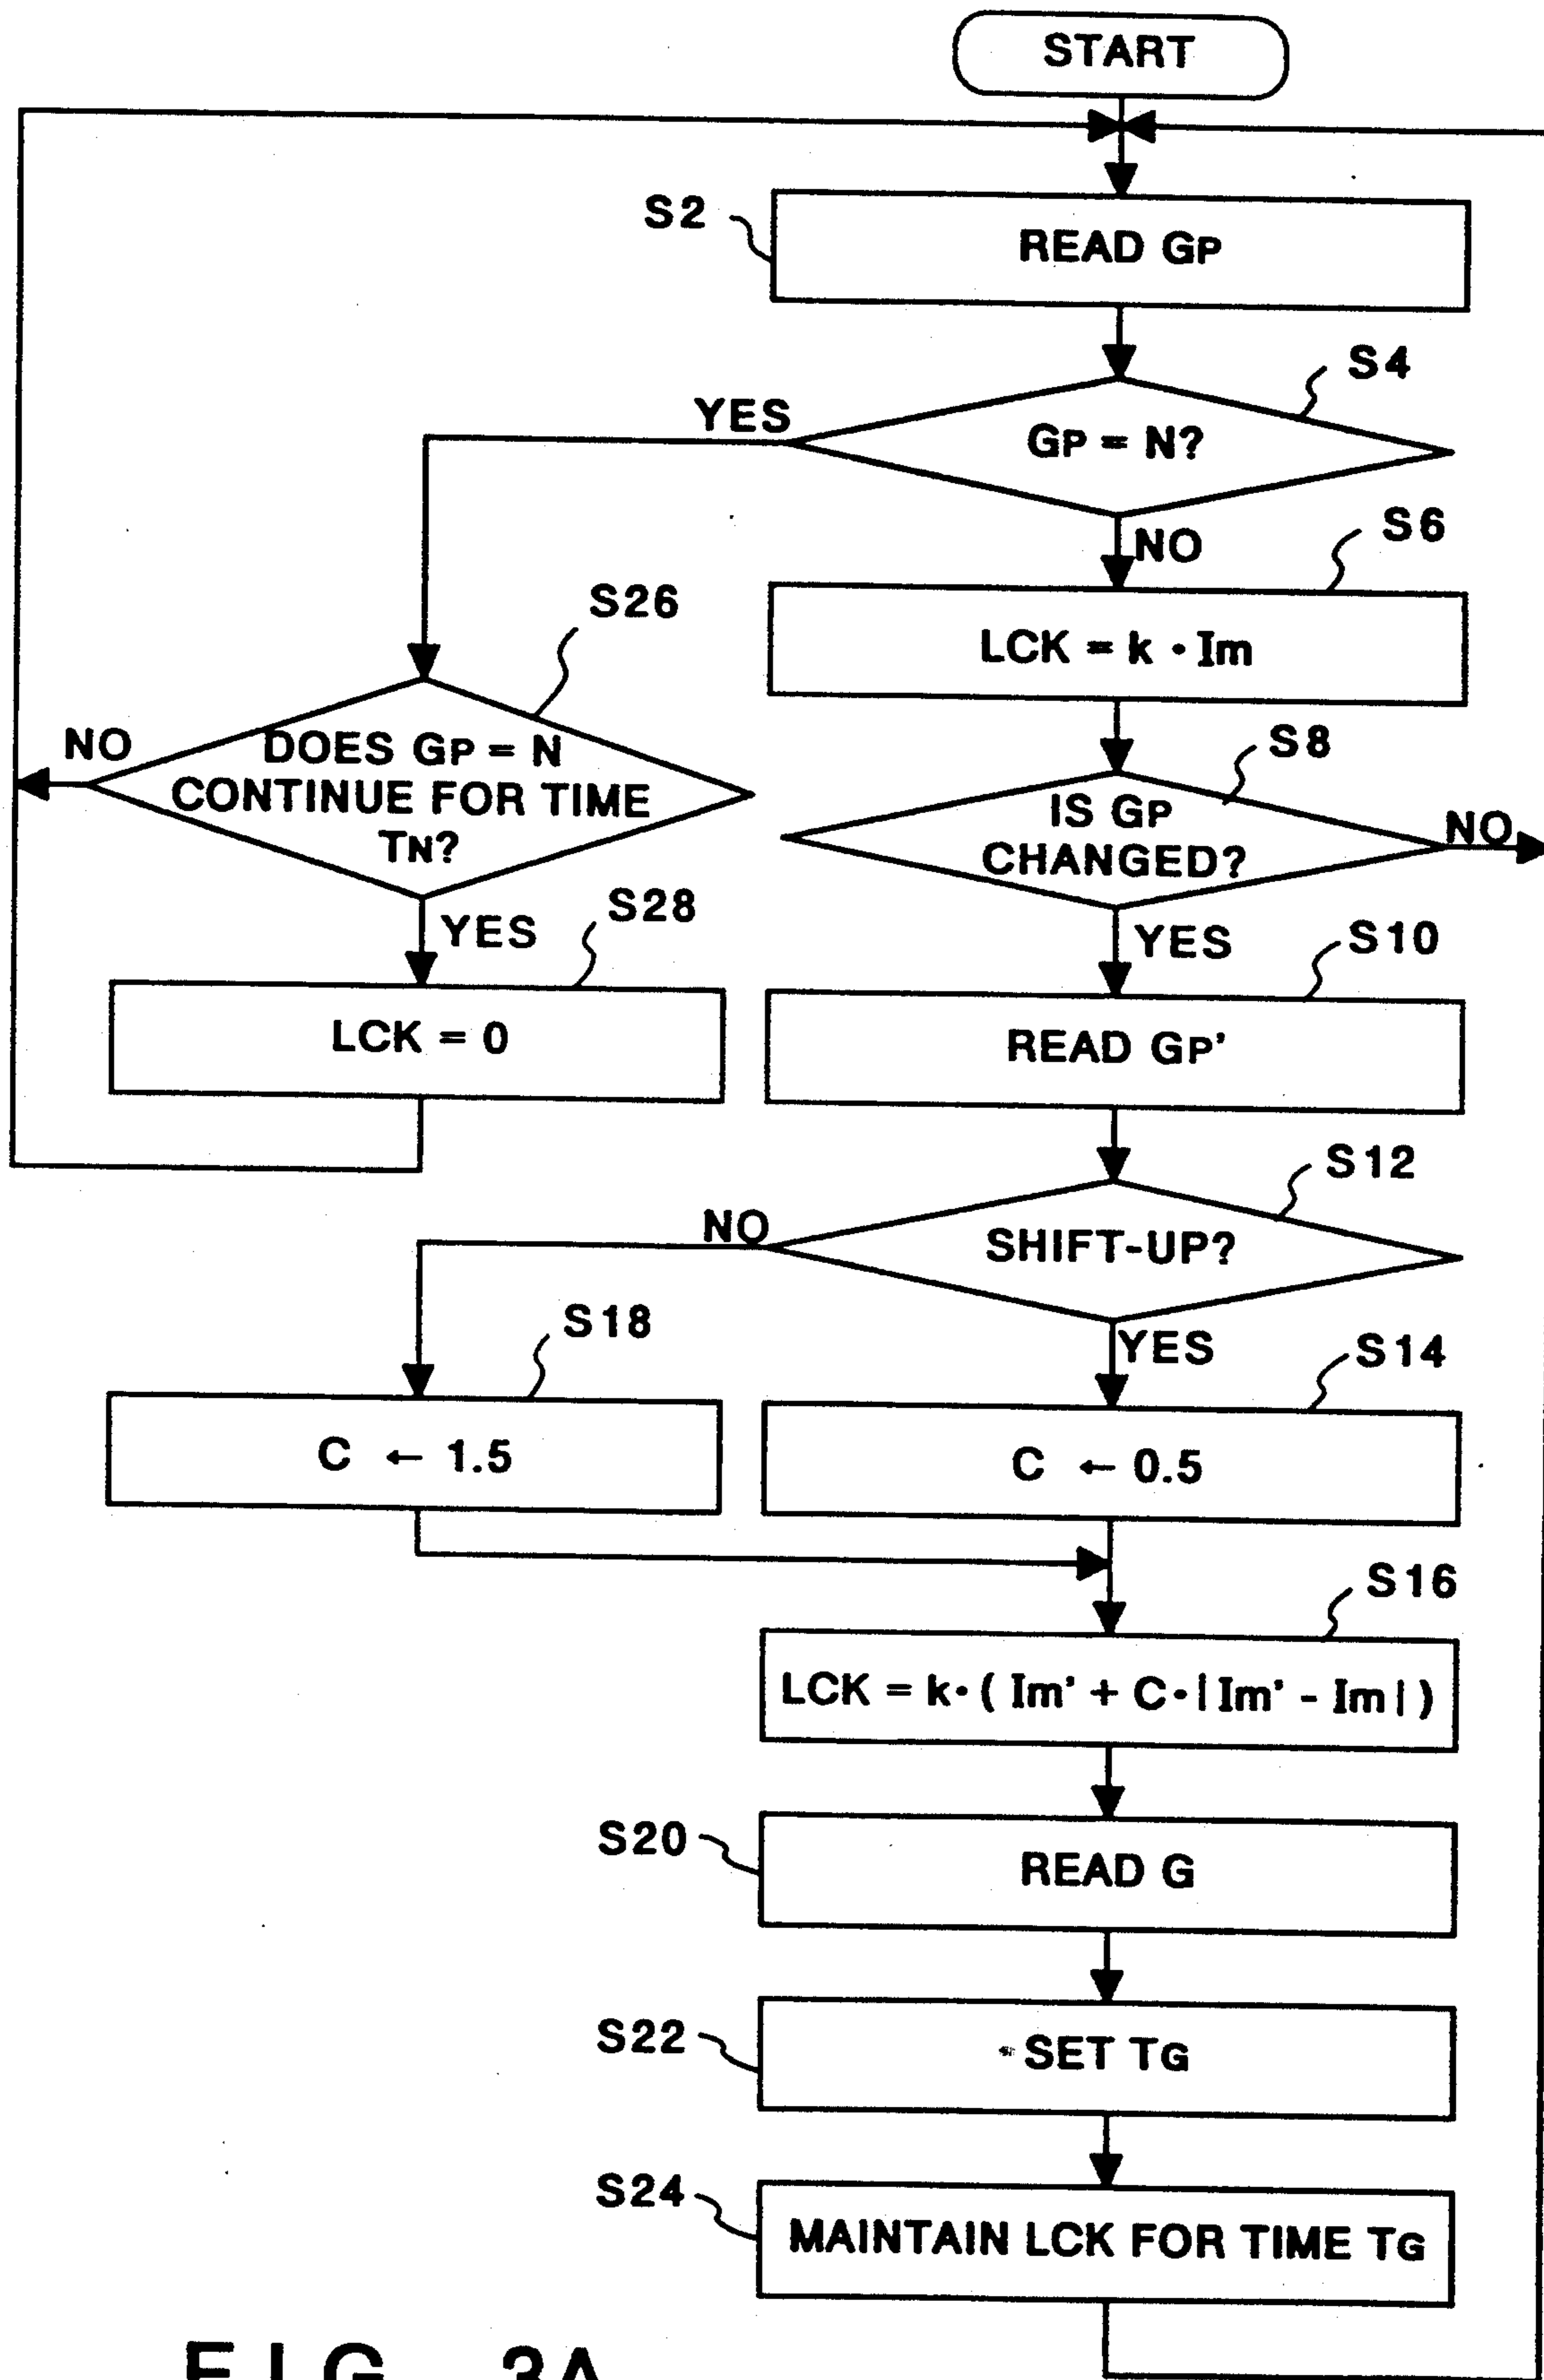 START
S2
READ GP
S4
YES
GP = N?
NO
S6
LCK = k · Im
S26
NO
DOES GP = N
CONTINUE FOR TIME
TN?
S8
IS GP
CHANGED?
NO
YES
S28
LCK = 0
YES
S10
READ GP'
S12
NO
SHIFT-UP?
S18
YES
S14
C ← 1.5
C ← 0.5
S16
LCK = k·( Im' + C·| Im' - Im | )
S20
READ G
S22
SET TG
S24
MAINTAIN LCK FOR TIME TG
FIG. 3A